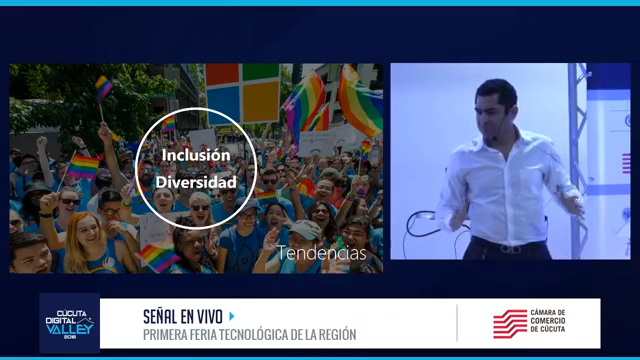 Inclusión
Diversidad
Tendencias
CÚCUTA
DIGITAL
VALLEY
2018
SEÑAL EN VIVO
PRIMERA FERIA TECNOLÓGICA DE LA REGIÓN
CÁMARA DE
COMERCIO
DE CÚCUTA